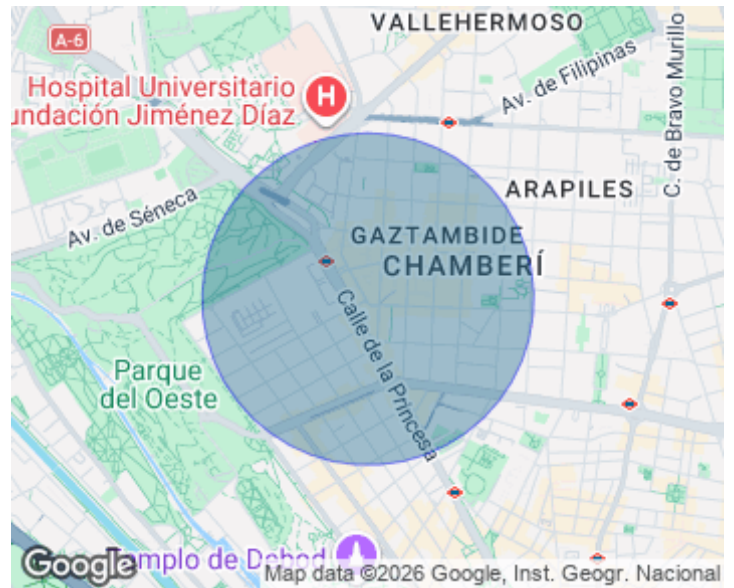 VALLEHERMOSO
A-6
Hospital Universitario
undación Jiménez Díaz
H
Av. de Filipinas
C. de Bravo Murillo
ARAPILES
Av. de Séneca
GAZTAMBIDE
CHAMBERÍ
Calle de la Princesa
Parque
del Oeste
Templo de Debod
Google
Map data ©2026 Google, Inst. Geogr. Nacional